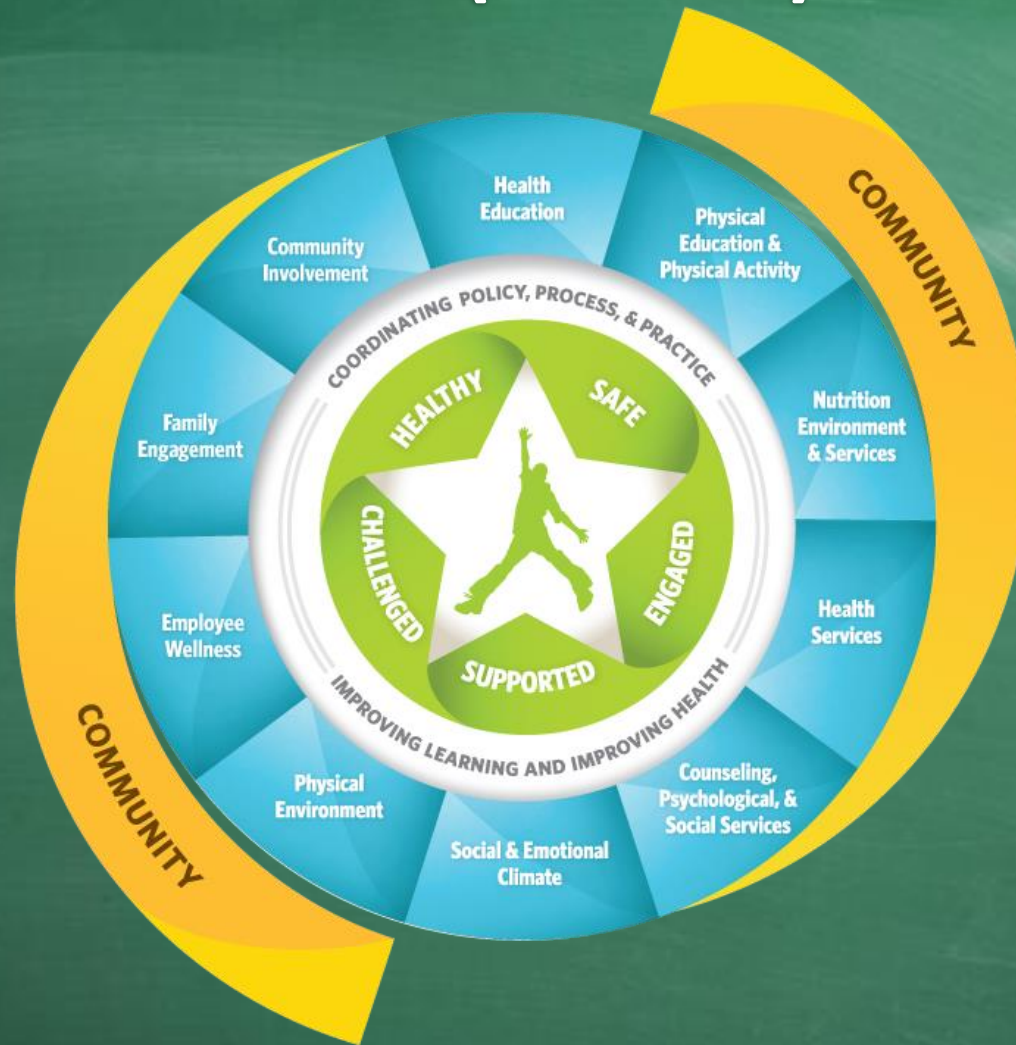 COMMUNITY
Health
Education
Physical
Education &
Physical Activity
Nutrition
Environment
& Services
Health
Services
Counseling,
Psychological, &
Social Services
Social & Emotional
Climate
Physical
Environment
Employee
Wellness
Family
Engagement
Community
Involvement
COORDINATING POLICY, PROCESS, & PRACTICE
IMPROVING LEARNING AND IMPROVING HEALTH
HEALTHY
SAFE
ENGAGED
SUPPORTED
CHALLENGED
COMMUNITY